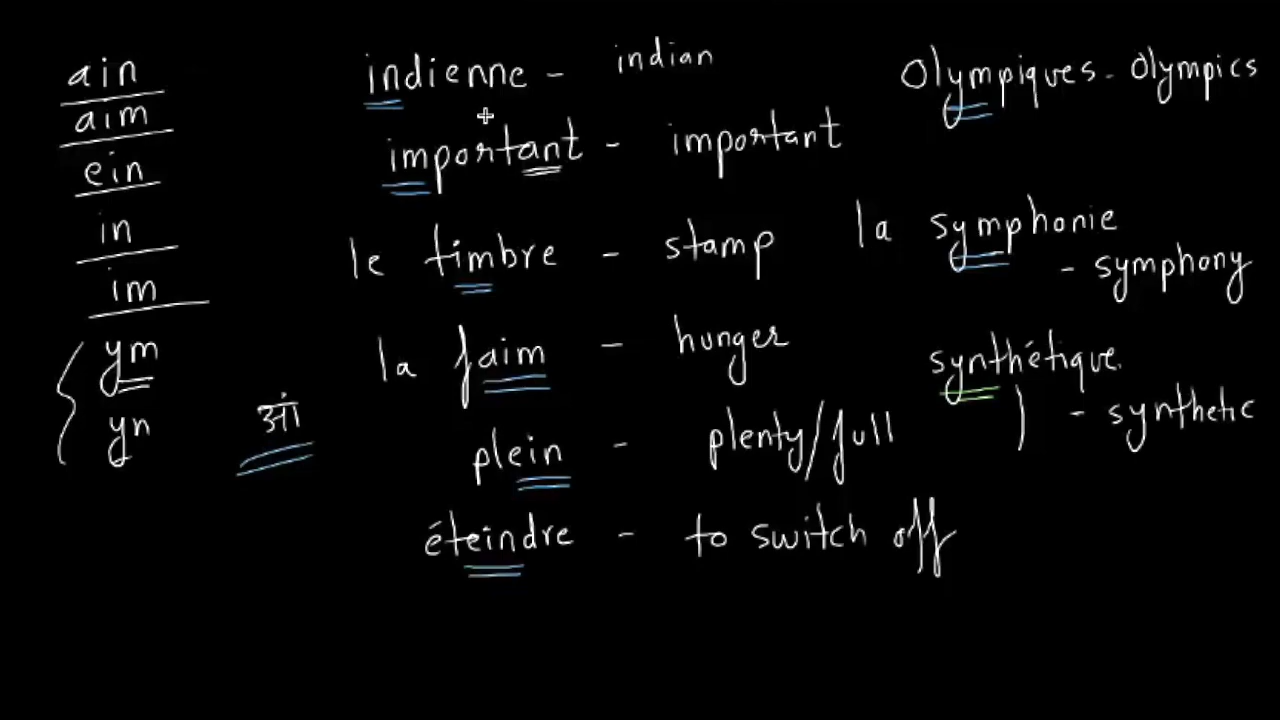 ain
aim
ein
in
im
ym
yn
आं
indienne - indian
important - important
le timbre - stamp
la faim - hunger
plein - plenty/full
éteindre - to switch off
Olympiques - Olympics
la symphonie
- symphony
synthétique.
) - synthetic